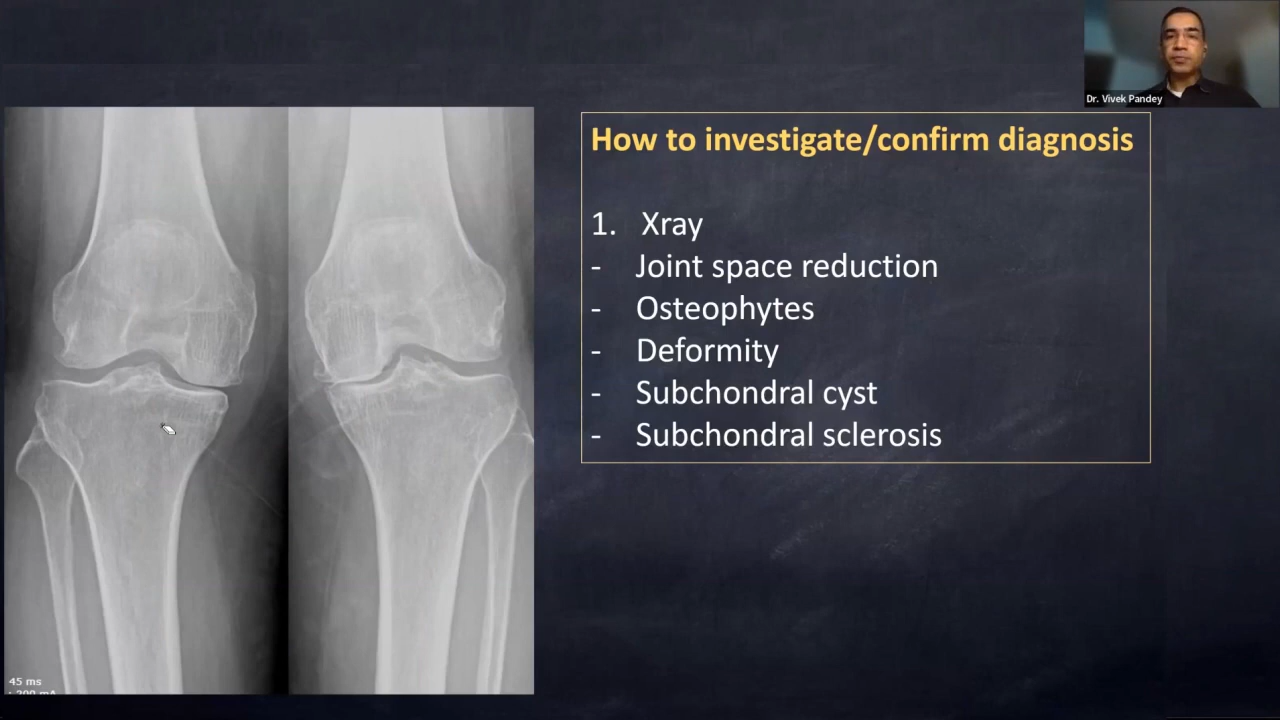 Dr. Vivek Pandey
How to investigate/confirm diagnosis
1. Xray
- Joint space reduction
- Osteophytes
- Deformity
- Subchondral cyst
- Subchondral sclerosis
45 ms